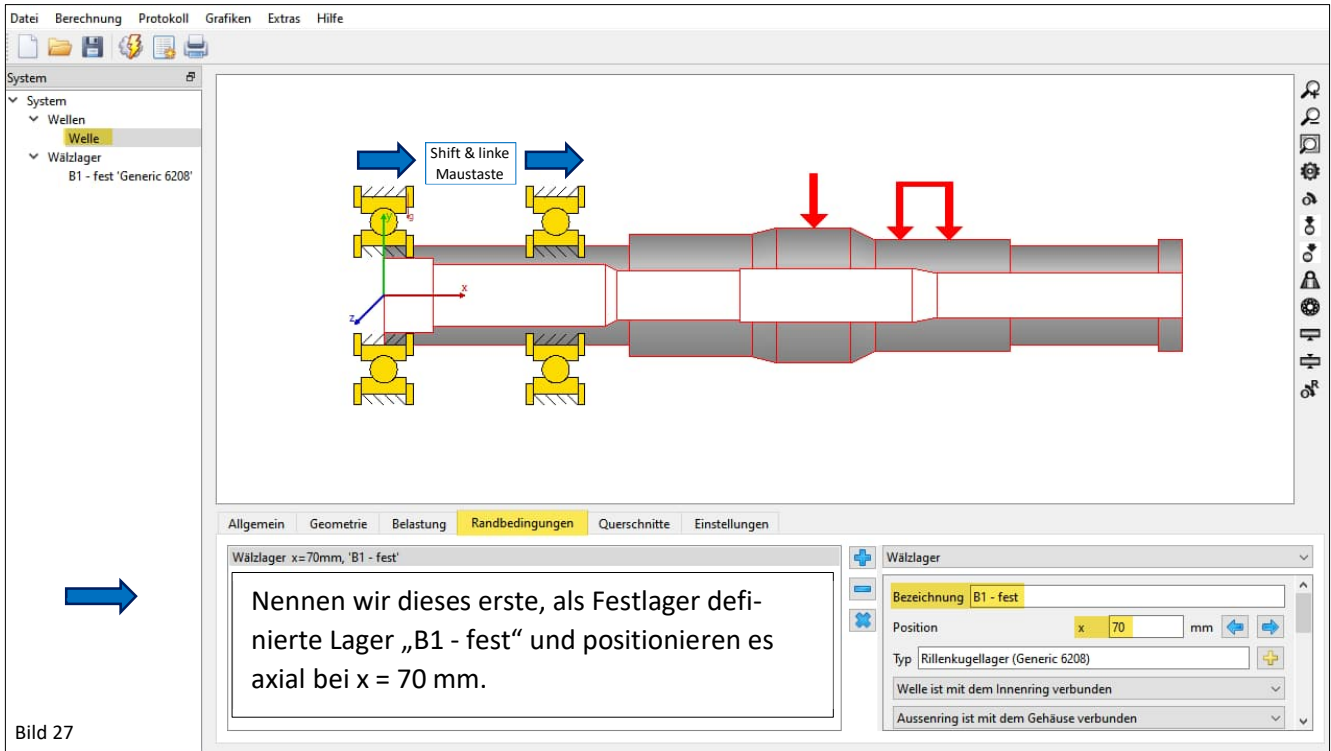 Datei Berechnung Protokoll Grafiken Extras Hilfe
System
System
Wellen
Welle
Wälzlager
B1 - fest 'Generic 6208'
Shift & linke
Maustaste
y
g
x
z
R
Allgemein Geometrie Belastung Randbedingungen Querschnitte Einstellungen
Wälzlager x=70mm, 'B1 - fest'
Nennen wir dieses erste, als Festlager defi-
nierte Lager „B1 - fest“ und positionieren es
axial bei x = 70 mm.
Wälzlager
Bezeichnung B1 - fest
Position x 70 mm
Typ Rillenkugellager (Generic 6208)
Welle ist mit dem Innenring verbunden
Aussenring ist mit dem Gehäuse verbunden
Bild 27